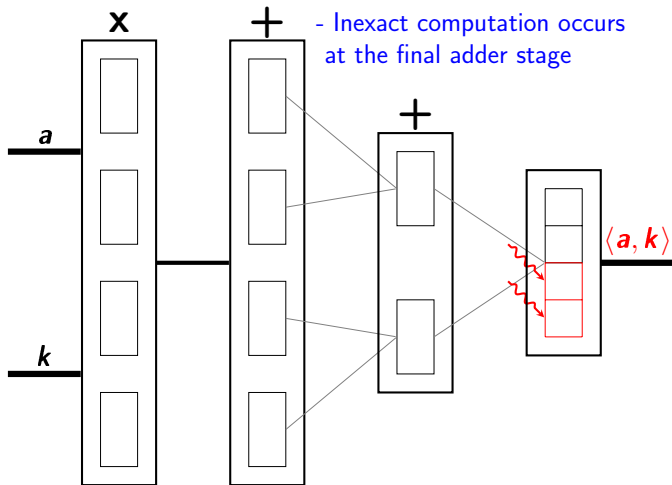 x
+
- Inexact computation occurs
at the final adder stage
+
a
⟨a, k⟩
k